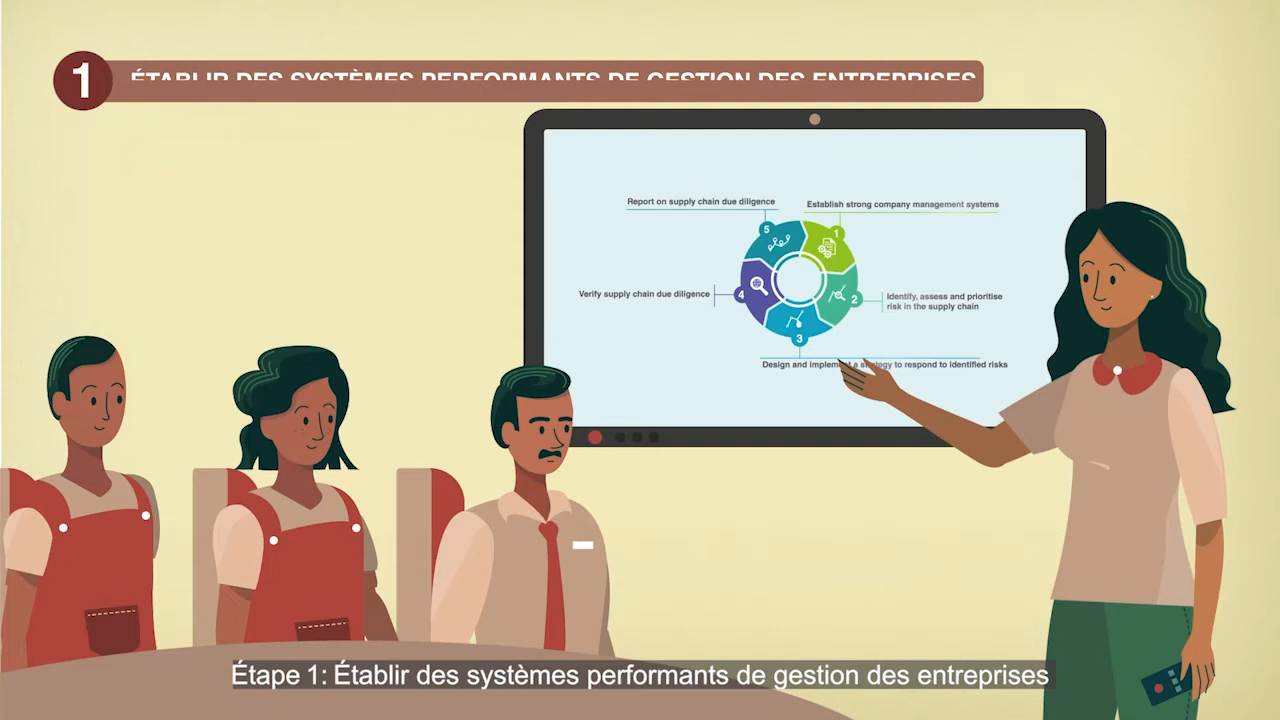 1
ÉTABLIR DES SYSTÈMES PERFORMANTS DE GESTION DES ENTREPRISES
Report on supply chain due diligence
Establish strong company management systems
5
1
Verify supply chain due diligence
4
2
Identify, assess and prioritise
risk in the supply chain
3
Design and implement a strategy to respond to identified risks
Étape 1: Établir des systèmes performants de gestion des entreprises